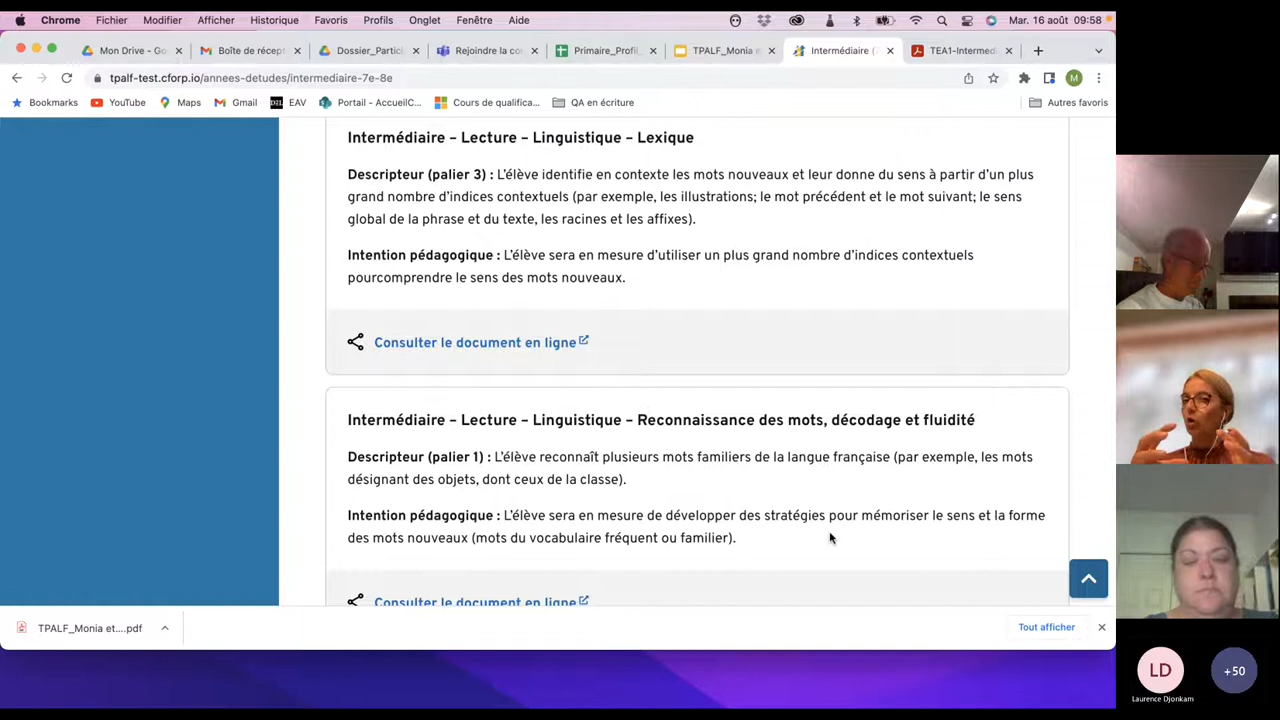 Chrome Fichier Modifier Afficher Historique Favoris Profils Onglet Fenêtre Aide Mar. 16 août 09:58
Mon Drive - Go Boîte de récept Dossier_Partici Rejoindre la co Primaire_Profil_ TPALF_Monia e Intermédiaire (7 TEA1-Intermed
tpalf-test.cforp.io/annees-detudes/intermediaire-7e-8e
M
Bookmarks YouTube Maps Gmail D2L EAV Portail - AccueilC... Cours de qualifica... QA en écriture Autres favoris
Intermédiaire – Lecture – Linguistique – Lexique
Descripteur (palier 3) : L'élève identifie en contexte les mots nouveaux et leur donne du sens à partir d'un plus
grand nombre d'indices contextuels (par exemple, les illustrations; le mot précédent et le mot suivant; le sens
global de la phrase et du texte, les racines et les affixes).
Intention pédagogique : L'élève sera en mesure d'utiliser un plus grand nombre d'indices contextuels
pourcomprendre le sens des mots nouveaux.
Consulter le document en ligne
Intermédiaire – Lecture – Linguistique – Reconnaissance des mots, décodage et fluidité
Descripteur (palier 1) : L'élève reconnaît plusieurs mots familiers de la langue française (par exemple, les mots
désignant des objets, dont ceux de la classe).
Intention pédagogique : L'élève sera en mesure de développer des stratégies pour mémoriser le sens et la forme
des mots nouveaux (mots du vocabulaire fréquent ou familier).
Consulter le document en ligne
TPALF_Monia et....pdf Tout afficher
LD +50
Laurence Djonkam